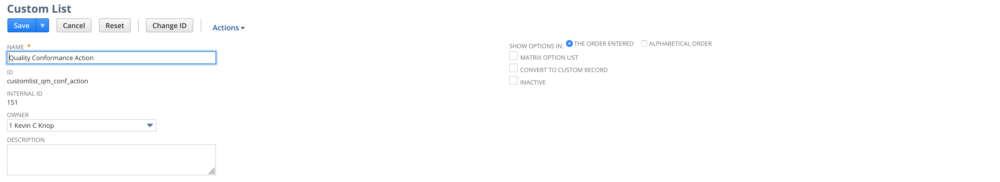 Custom List
Save
Cancel
Reset
Change ID
Actions
NAME *
Quality Conformance Action
ID
customlist_qm_conf_action
INTERNAL ID
151
OWNER
1 Kevin C Knop
DESCRIPTION
SHOW OPTIONS IN: THE ORDER ENTERED ALPHABETICAL ORDER
MATRIX OPTION LIST
CONVERT TO CUSTOM RECORD
INACTIVE